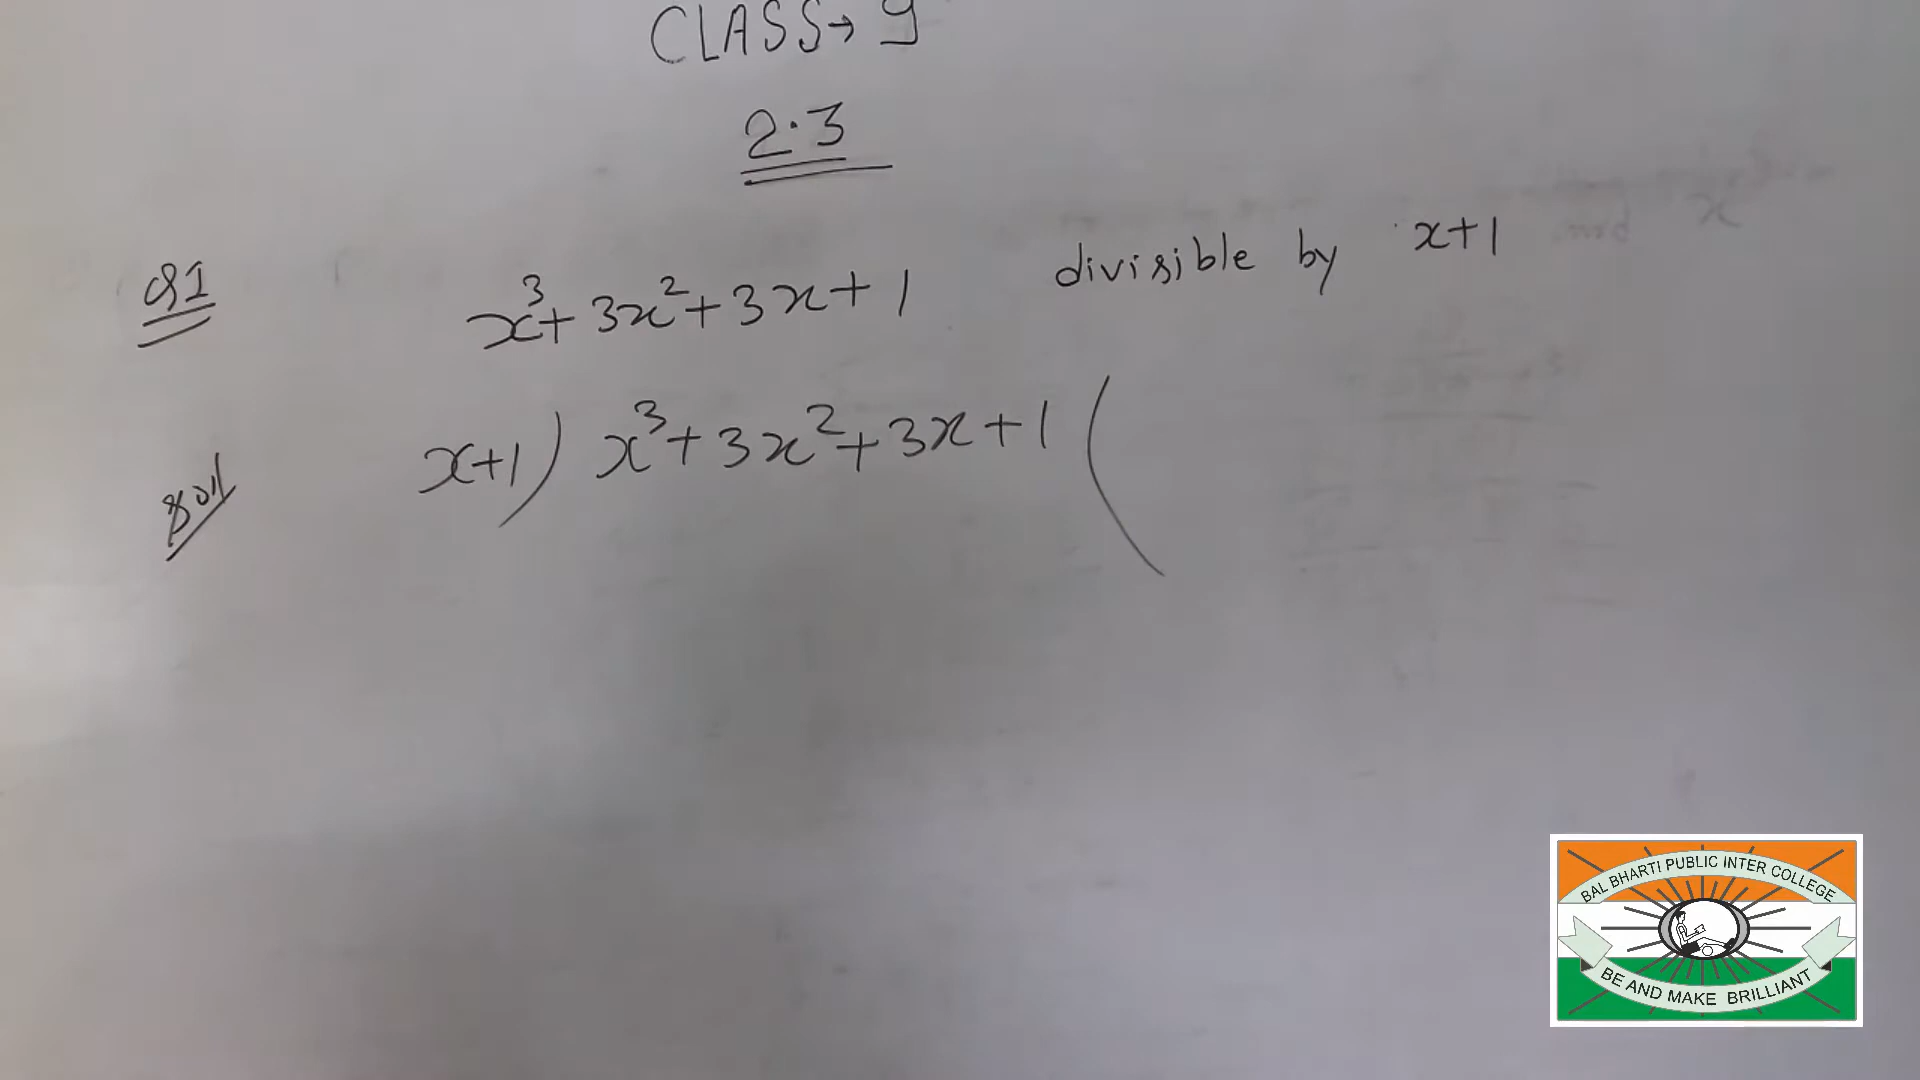 CLASS→ 9
2.3
Q1 x³+3x²+3x+1 divisible by x+1
Sol x+1) x³+3x²+3x+1 (
BAL BHARTI PUBLIC INTER COLLEGE
BE AND MAKE BRILLIANT